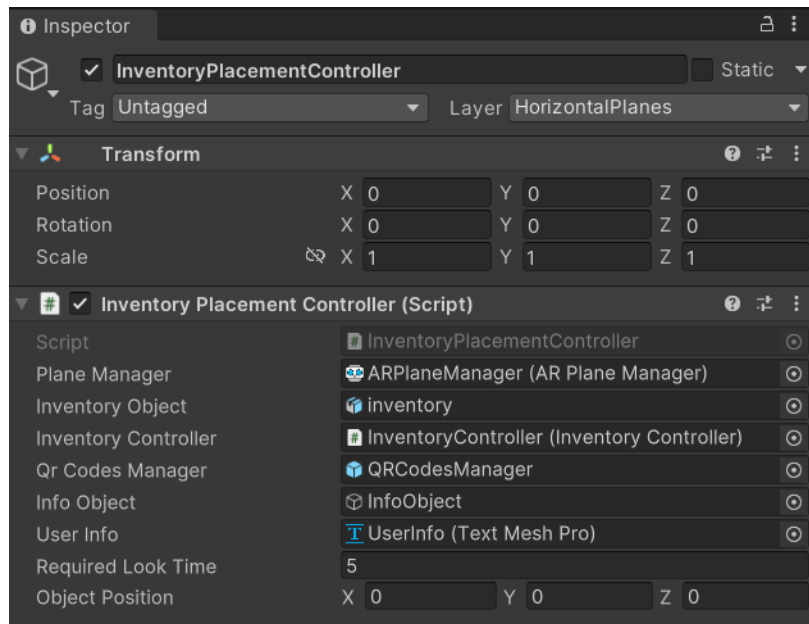 Inspector
InventoryPlacementController Static
Tag Untagged Layer HorizontalPlanes
Transform
Position X 0 Y 0 Z 0
Rotation X 0 Y 0 Z 0
Scale X 1 Y 1 Z 1
# Inventory Placement Controller (Script)
Script # InventoryPlacementController
Plane Manager ARPlaneManager (AR Plane Manager)
Inventory Object inventory
Inventory Controller # InventoryController (Inventory Controller)
Qr Codes Manager QRCodesManager
Info Object InfoObject
User Info T UserInfo (Text Mesh Pro)
Required Look Time 5
Object Position X 0 Y 0 Z 0